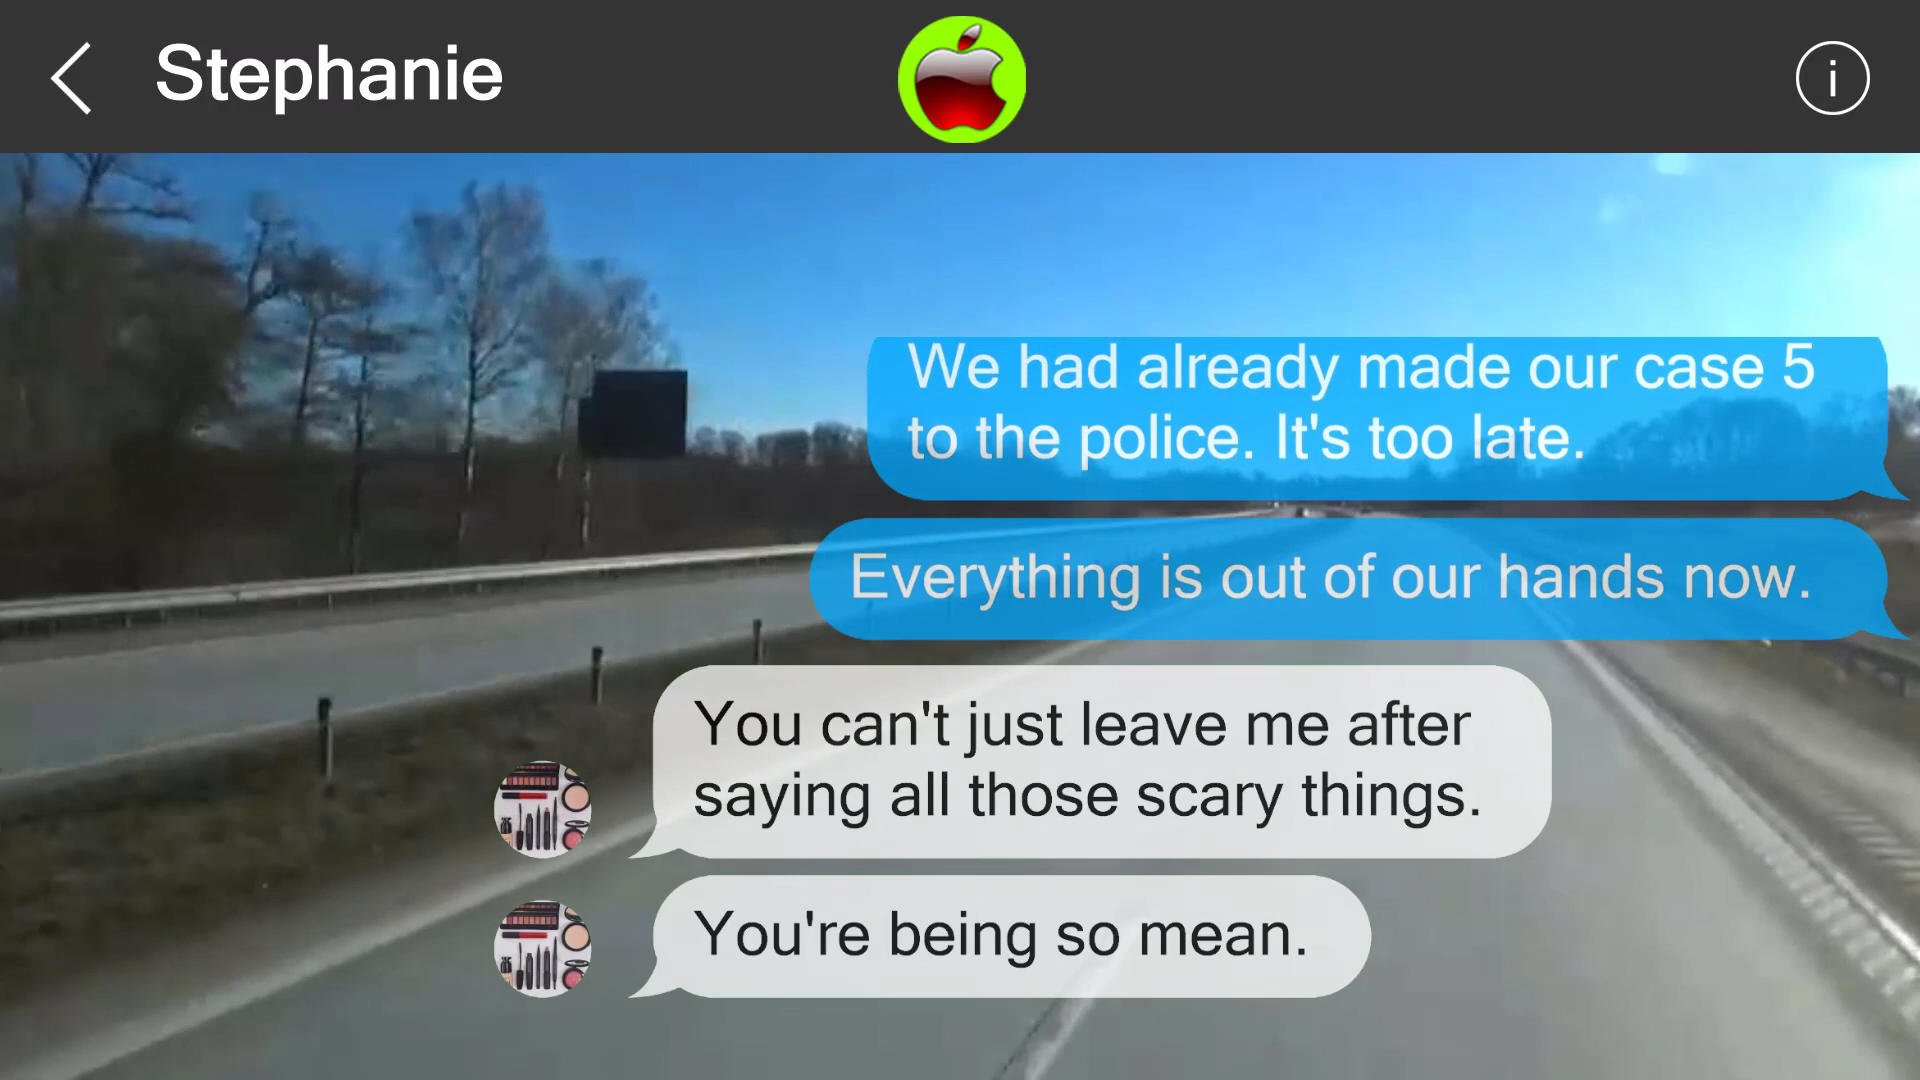 Stephanie
i
We had already made our case 5
to the police. It's too late.
Everything is out of our hands now.
You can't just leave me after
saying all those scary things.
You're being so mean.